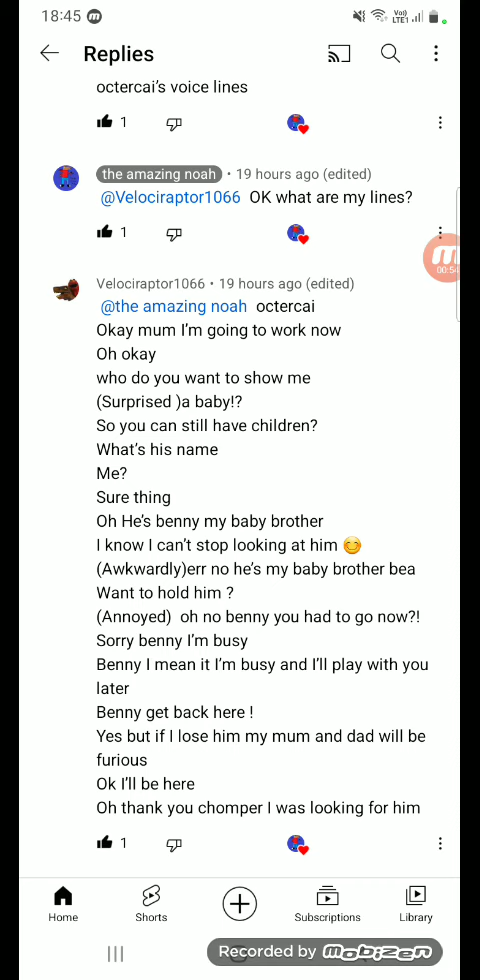 18:45
Vo))
LTE1
Replies
octercai's voice lines
1
the amazing noah • 19 hours ago (edited)
@Velociraptor1066 OK what are my lines?
1
00:54
Velociraptor1066 • 19 hours ago (edited)
@the amazing noah octercai
Okay mum I'm going to work now
Oh okay
who do you want to show me
(Surprised )a baby!?
So you can still have children?
What's his name
Me?
Sure thing
Oh He's benny my baby brother
I know I can't stop looking at him 😊
(Awkwardly)err no he's my baby brother bea
Want to hold him ?
(Annoyed) oh no benny you had to go now?!
Sorry benny I'm busy
Benny I mean it I'm busy and I'll play with you
later
Benny get back here !
Yes but if I lose him my mum and dad will be
furious
Ok I'll be here
Oh thank you chomper I was looking for him
1
Home
Shorts
Subscriptions
Library
Recorded by mobizen